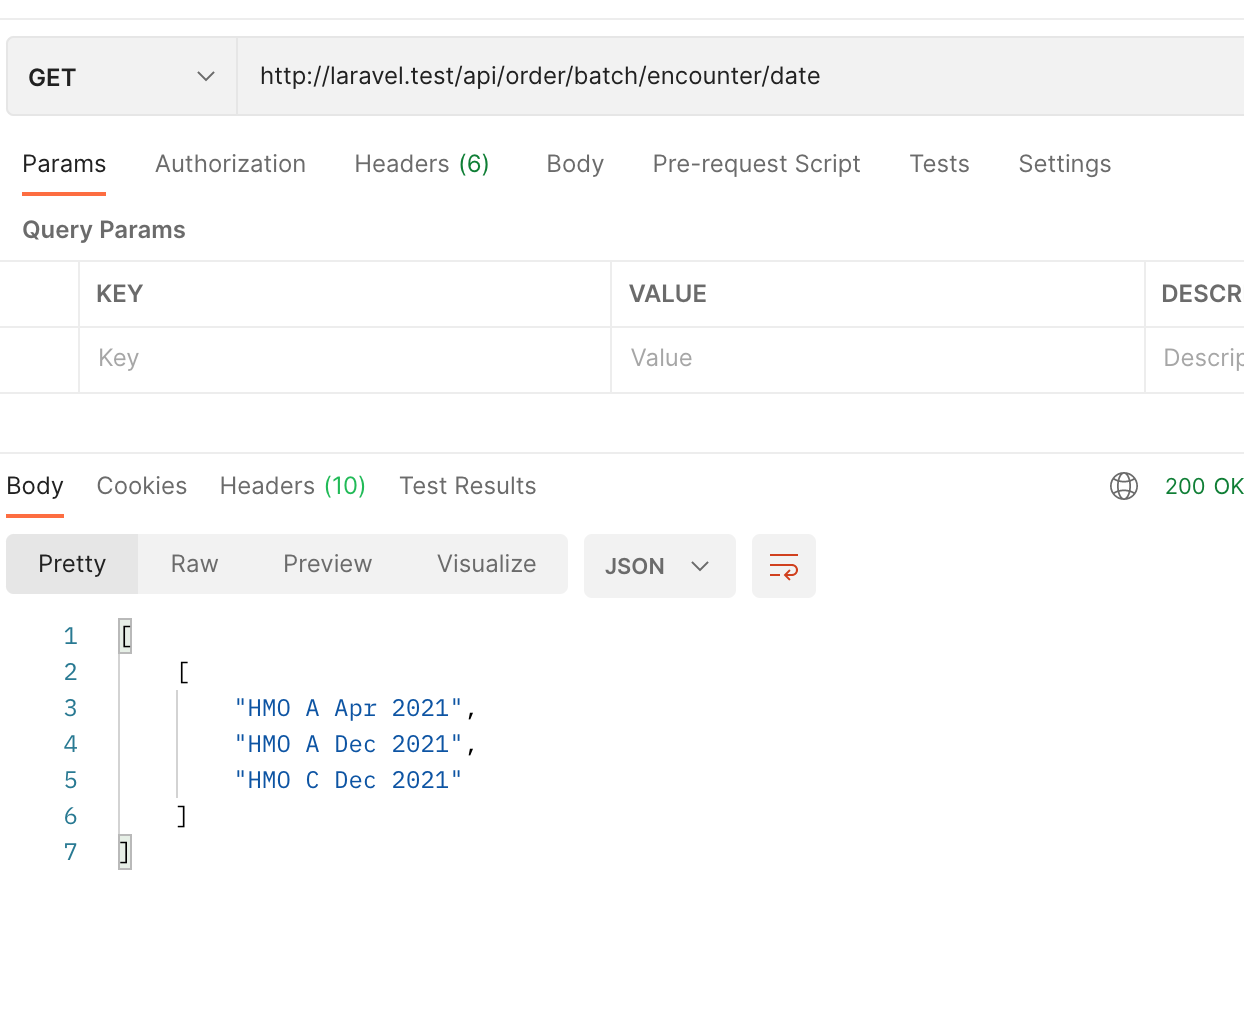 GET http://laravel.test/api/order/batch/encounter/date
Params Authorization Headers (6) Body Pre-request Script Tests Settings
Query Params
KEY VALUE DESCR
Key Value Descrip
Body Cookies Headers (10) Test Results 200 OK
Pretty Raw Preview Visualize JSON
1 [
2 [
3 "HMO A Apr 2021",
4 "HMO A Dec 2021",
5 "HMO C Dec 2021"
6 ]
7 ]